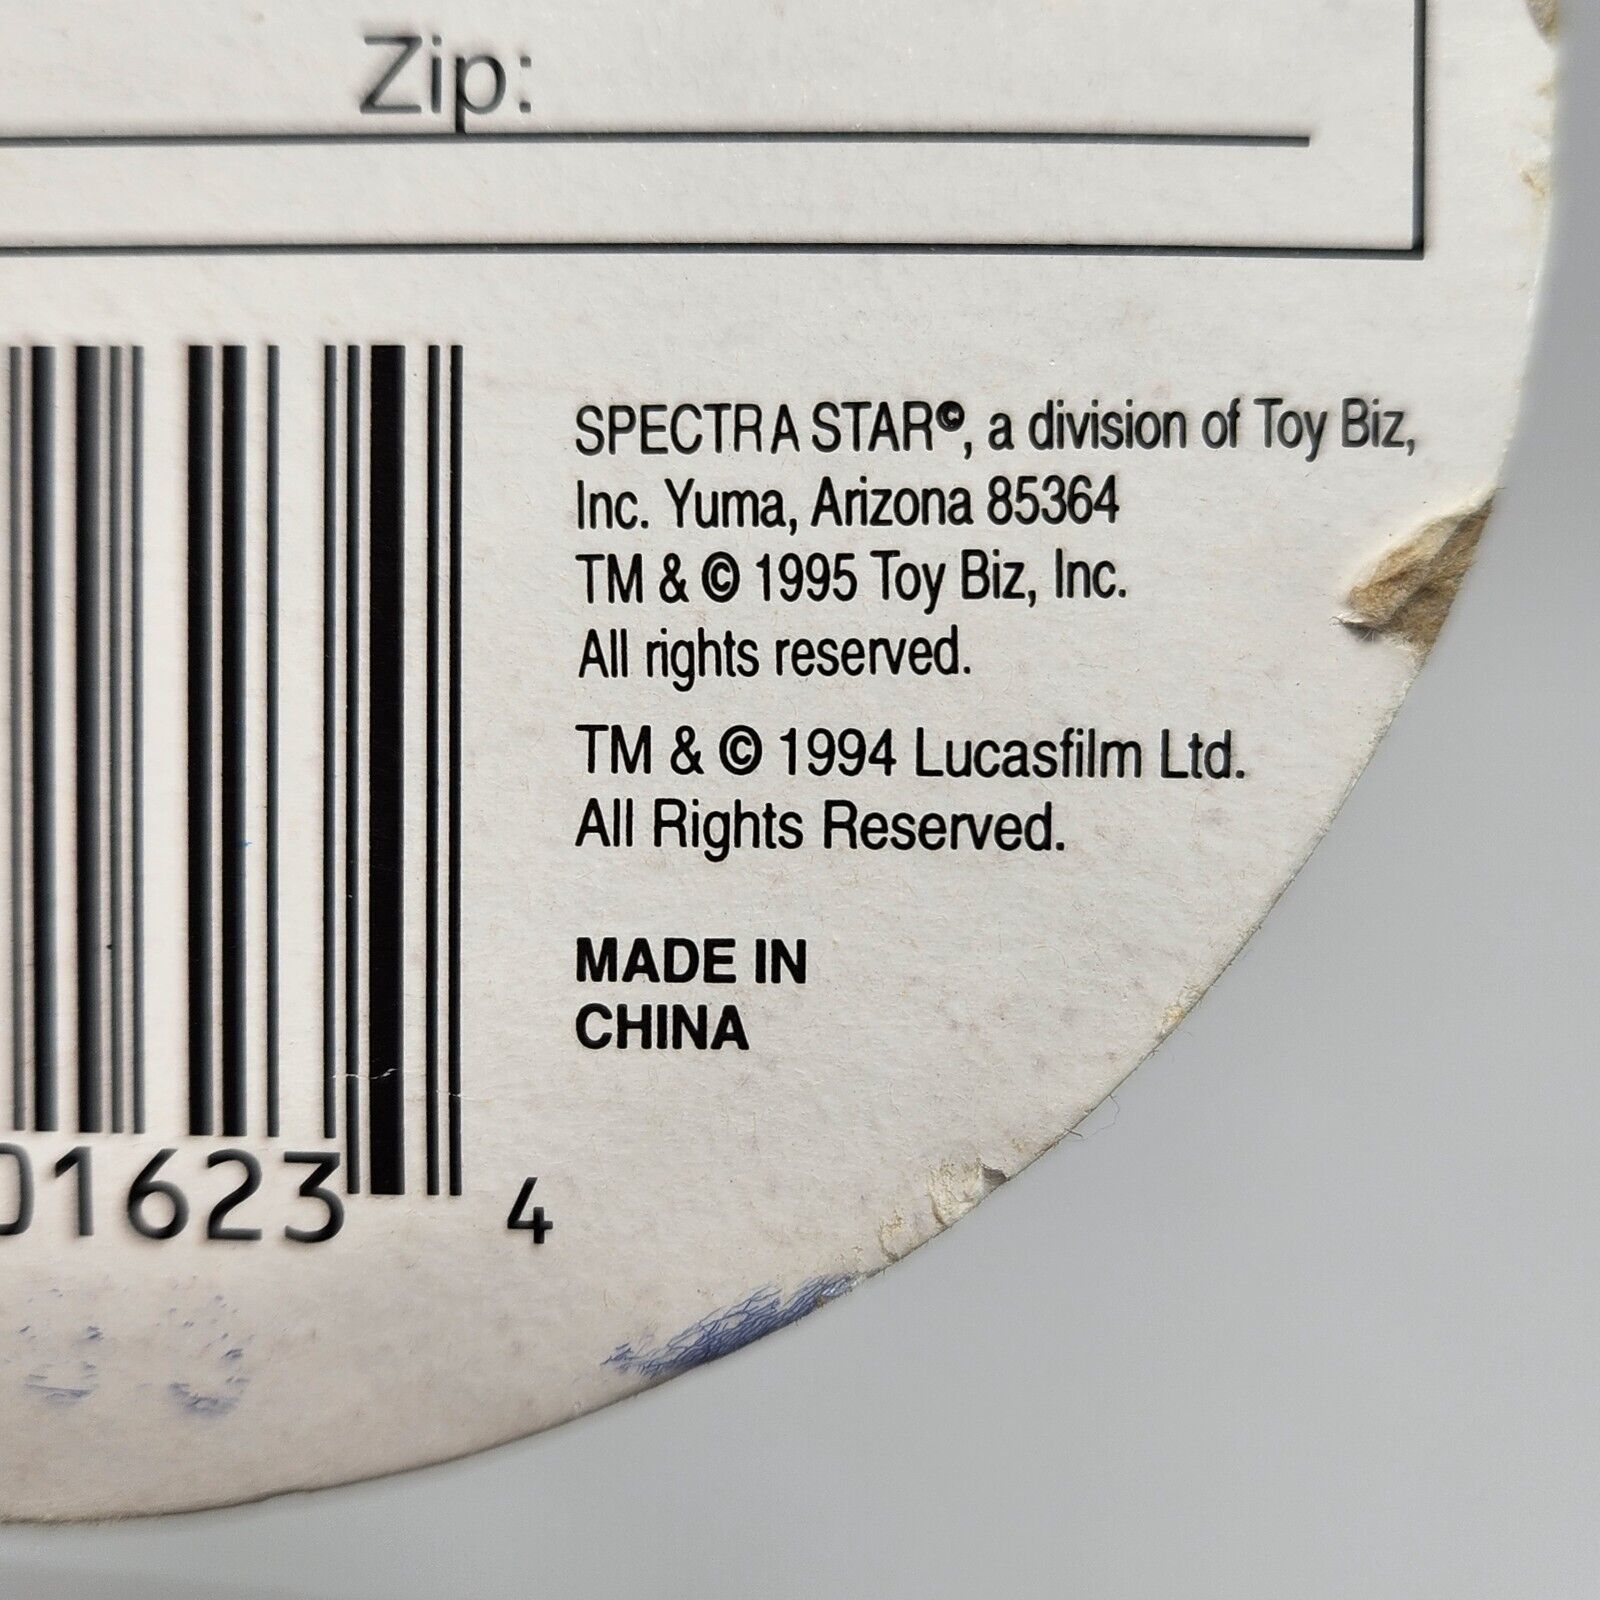 Zip:
SPECTRA STAR©, a division of Toy Biz,
Inc. Yuma, Arizona 85364
TM & © 1995 Toy Biz, Inc.
All rights reserved.
TM & © 1994 Lucasfilm Ltd.
All Rights Reserved.
MADE IN
CHINA
01623 4